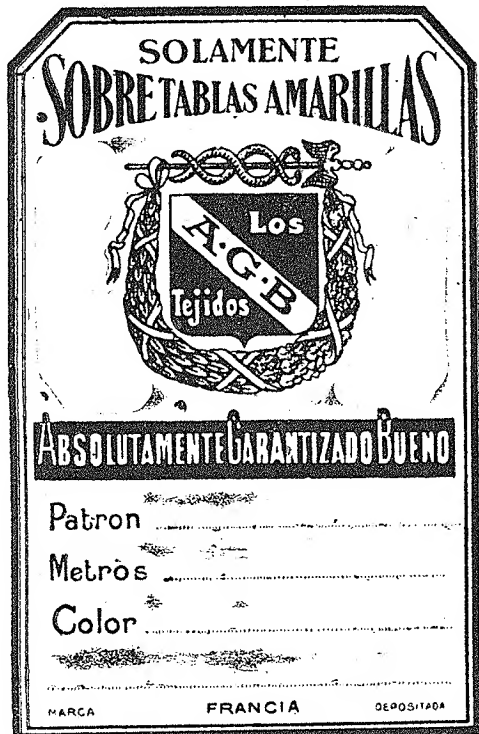 SOLAMENTE
SOBRE TABLAS AMARILLAS
Los
A·G·B
Tejidos
ABSOLUTAMENTE GARANTIZADO BUENO
Patron
Metròs
Color
MARCA FRANCIA DEPOSITADA